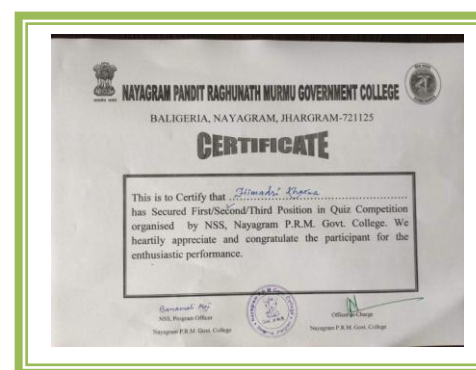 NAYAGRAM PANDIT RAGHUNATH MURMU GOVERNMENT COLLEGE
BALIGERIA, NAYAGRAM, JHARGRAM-721125
CERTIFICATE
This is to Certify that ..Himadri Khatua
has Secured First/Second/Third Position in Quiz Competition
organised by NSS, Nayagram P.R.M. Govt. College. We
heartily appreciate and congratulate the participant for the
enthusiastic performance.
NSS, Program Officer
Nayagram P.R.M. Govt. College
Officer-in-Charge
Nayagram P.R.M. Govt. College